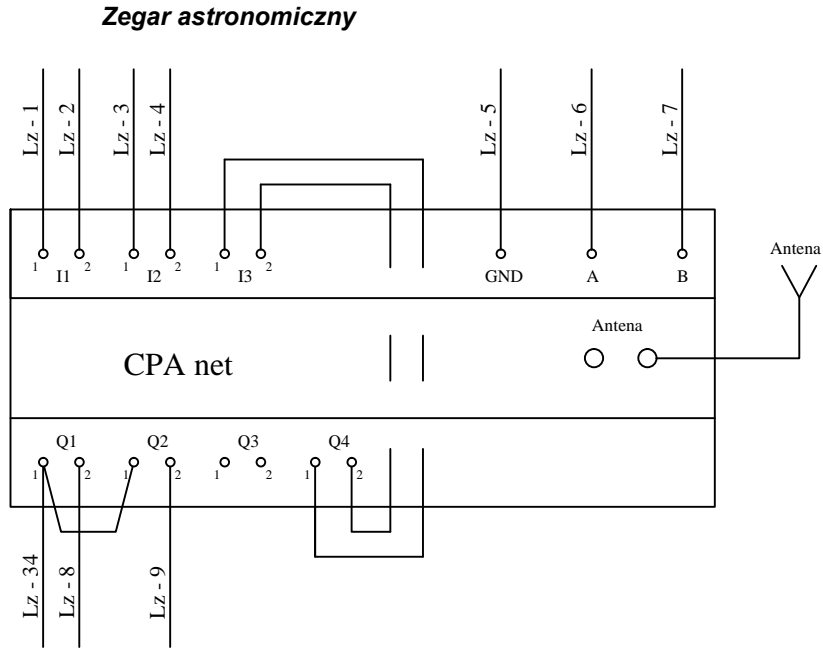 Zegar astronomiczny
Lz - 1
Lz - 2
Lz - 3
Lz - 4
Lz - 5
Lz - 6
Lz - 7
1 2 1 2 1 2
I1 I2 I3 GND A B
Antena
Antena
CPA net
Q1 Q2 Q3 Q4
1 2 1 2 1 2 1 2
Lz - 34
Lz - 8
Lz - 9